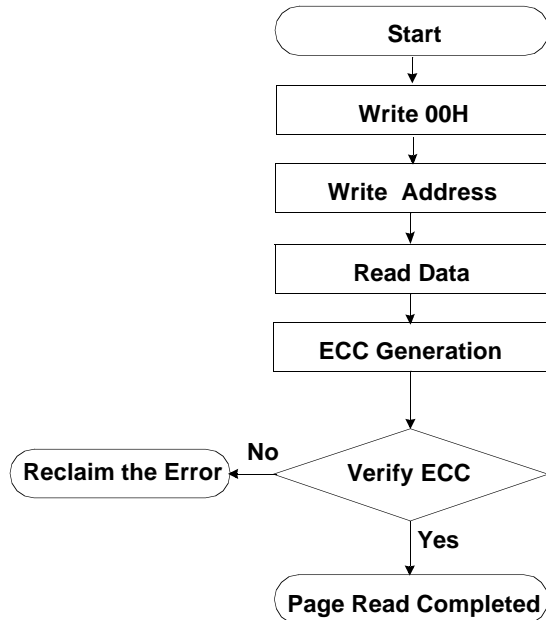 Start
Write 00H
Write Address
Read Data
ECC Generation
No
Reclaim the Error
Verify ECC
Yes
Page Read Completed